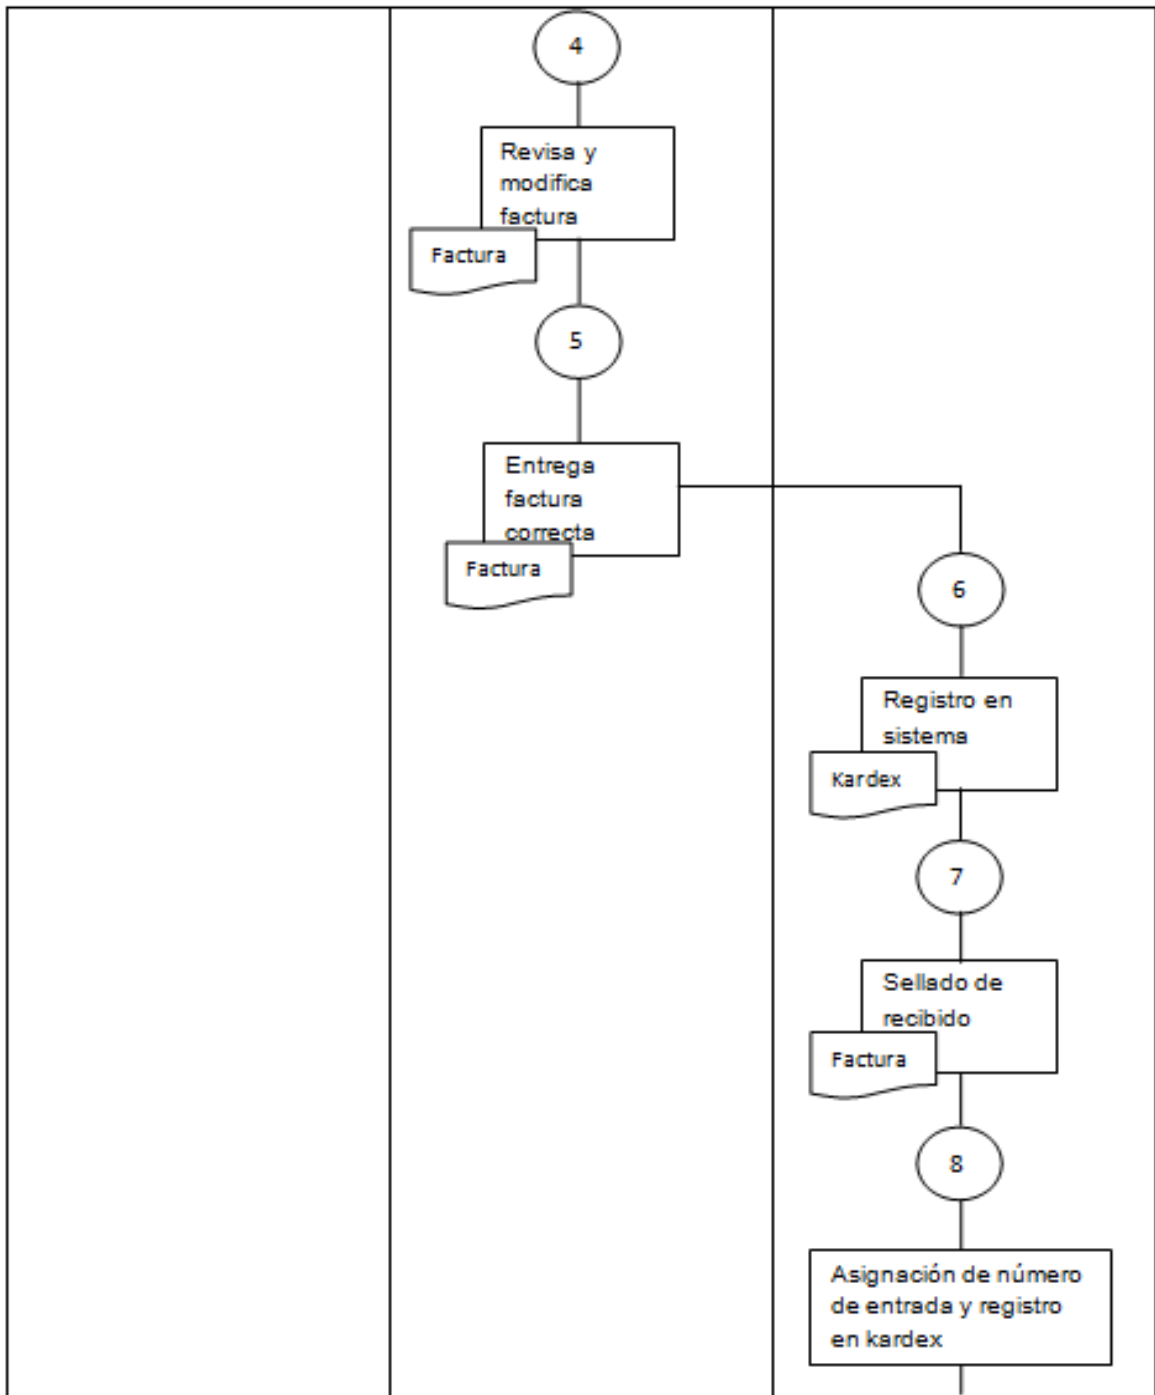 4
Revisa y
modifica
factura
Factura
5
Entrega
factura
correcta
Factura
6
Registro en
sistema
Kardex
7
Sellado de
recibido
Factura
8
Asignación de número
de entrada y registro
en kardex